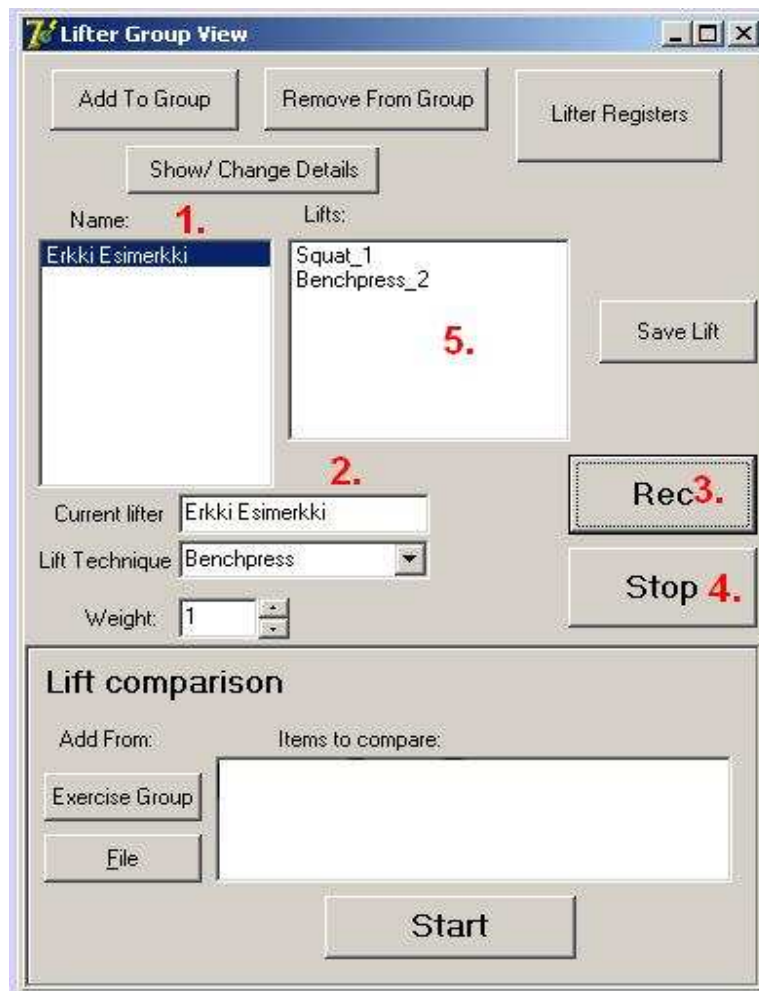 Lifter Group View
Add To Group
Remove From Group
Lifter Registers
Show/ Change Details
Name:
1.
Lifts:
Erkki Esimerkki
Squat_1
Benchpress_2
5.
Save Lift
2.
Rec
3.
Current lifter
Erkki Esimerkki
Lift Technique
Benchpress
Stop
4.
Weight:
1
Lift comparison
Add From:
Items to compare:
Exercise Group
File
Start